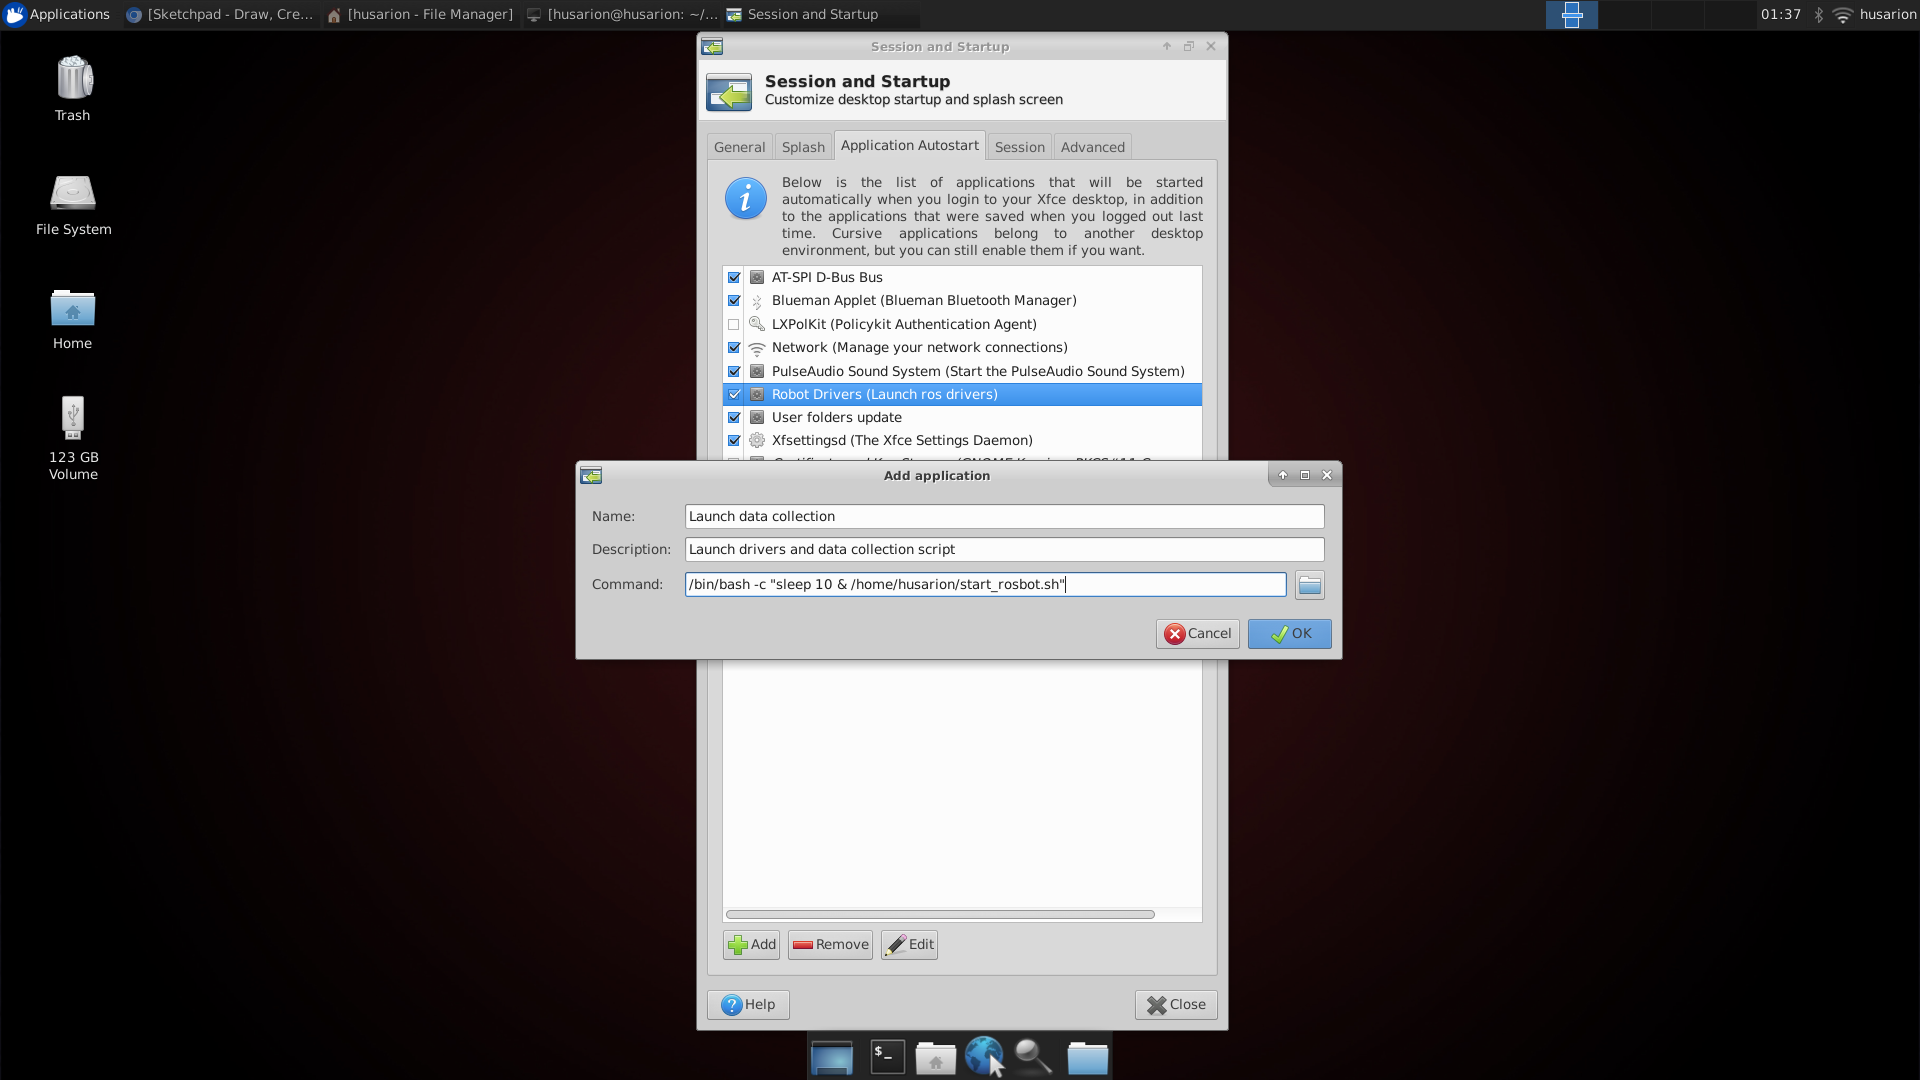 Applications
[Sketchpad - Draw, Cre...
[husarion - File Manager]
[husarion@husarion: ~/...
Session and Startup
01:37
husarion
Trash
File System
Home
123 GB
Volume
Session and Startup
Session and Startup
Customize desktop startup and splash screen
General
Splash
Application Autostart
Session
Advanced
Below is the list of applications that will be started
automatically when you login to your Xfce desktop, in addition
to the applications that were saved when you logged out last
time. Cursive applications belong to another desktop
environment, but you can still enable them if you want.
AT-SPI D-Bus Bus
Blueman Applet (Blueman Bluetooth Manager)
LXPolKit (Policykit Authentication Agent)
Network (Manage your network connections)
PulseAudio Sound System (Start the PulseAudio Sound System)
Robot Drivers (Launch ros drivers)
User folders update
Xfsettingsd (The Xfce Settings Daemon)
Add application
Name:
Launch data collection
Description:
Launch drivers and data collection script
Command:
/bin/bash -c "sleep 10 & /home/husarion/start_rosbot.sh"
Cancel
OK
Add
Remove
Edit
Help
Close
$_